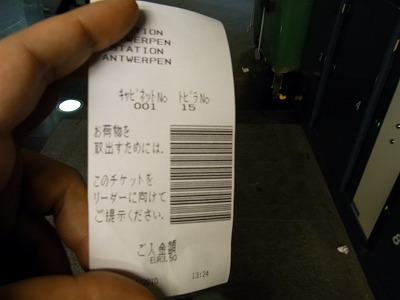 STATION
ANTWERPEN
STATION
ANTWERPEN
ｷｬﾋﾞﾈｯﾄNo ﾄﾋﾞﾗNo
001 15
お荷物を
取出すためには、
このチケットを
リーダーに向けて
ご提示ください。
ご入金額
EUR3,50
2010 13:24